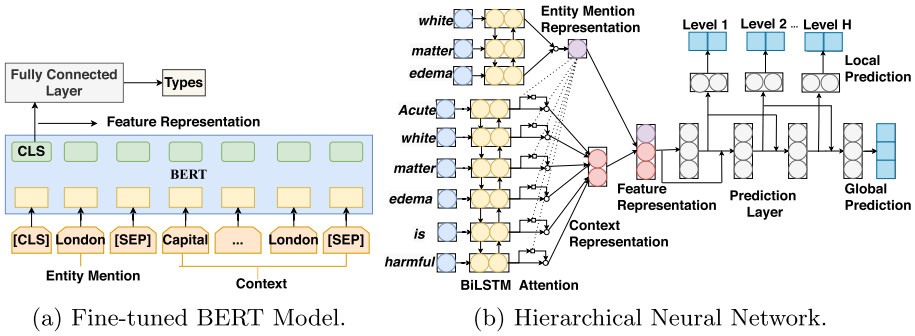 Fully Connected
Layer
Types
Feature Representation
CLS
BERT
[CLS]
London
[SEP]
Capital
...
London
[SEP]
Entity Mention
Context
(a) Fine-tuned BERT Model.
white
matter
edema
Entity Mention
Representation
Acute
white
matter
edema
is
harmful
BiLSTM
Attention
Context
Representation
Feature
Representation
Level 1
Level 2
...
Level H
Local
Prediction
Prediction
Layer
Global
Prediction
(b) Hierarchical Neural Network.